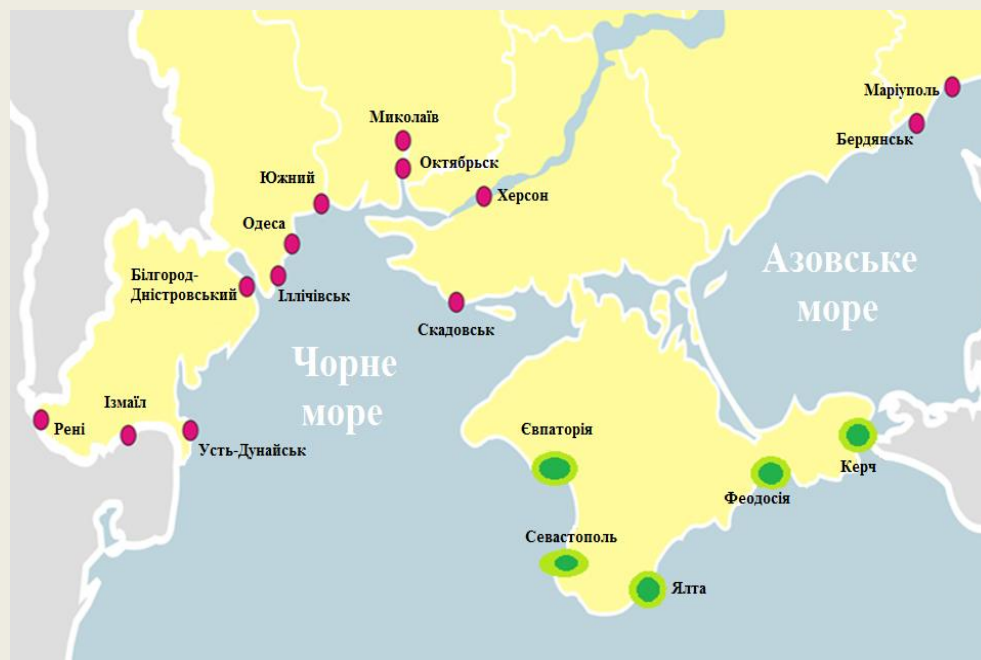 Маріуполь
Миколаїв
Бердянськ
Октябрьск
Южний
Херсон
Одеса
Азовське
море
Білгород-
Дністровський
Іллічівськ
Скадовськ
Чорне
море
Ізмаїл
Рені
Усть-Дунайськ
Євпаторія
Керч
Феодосія
Севастополь
Ялта